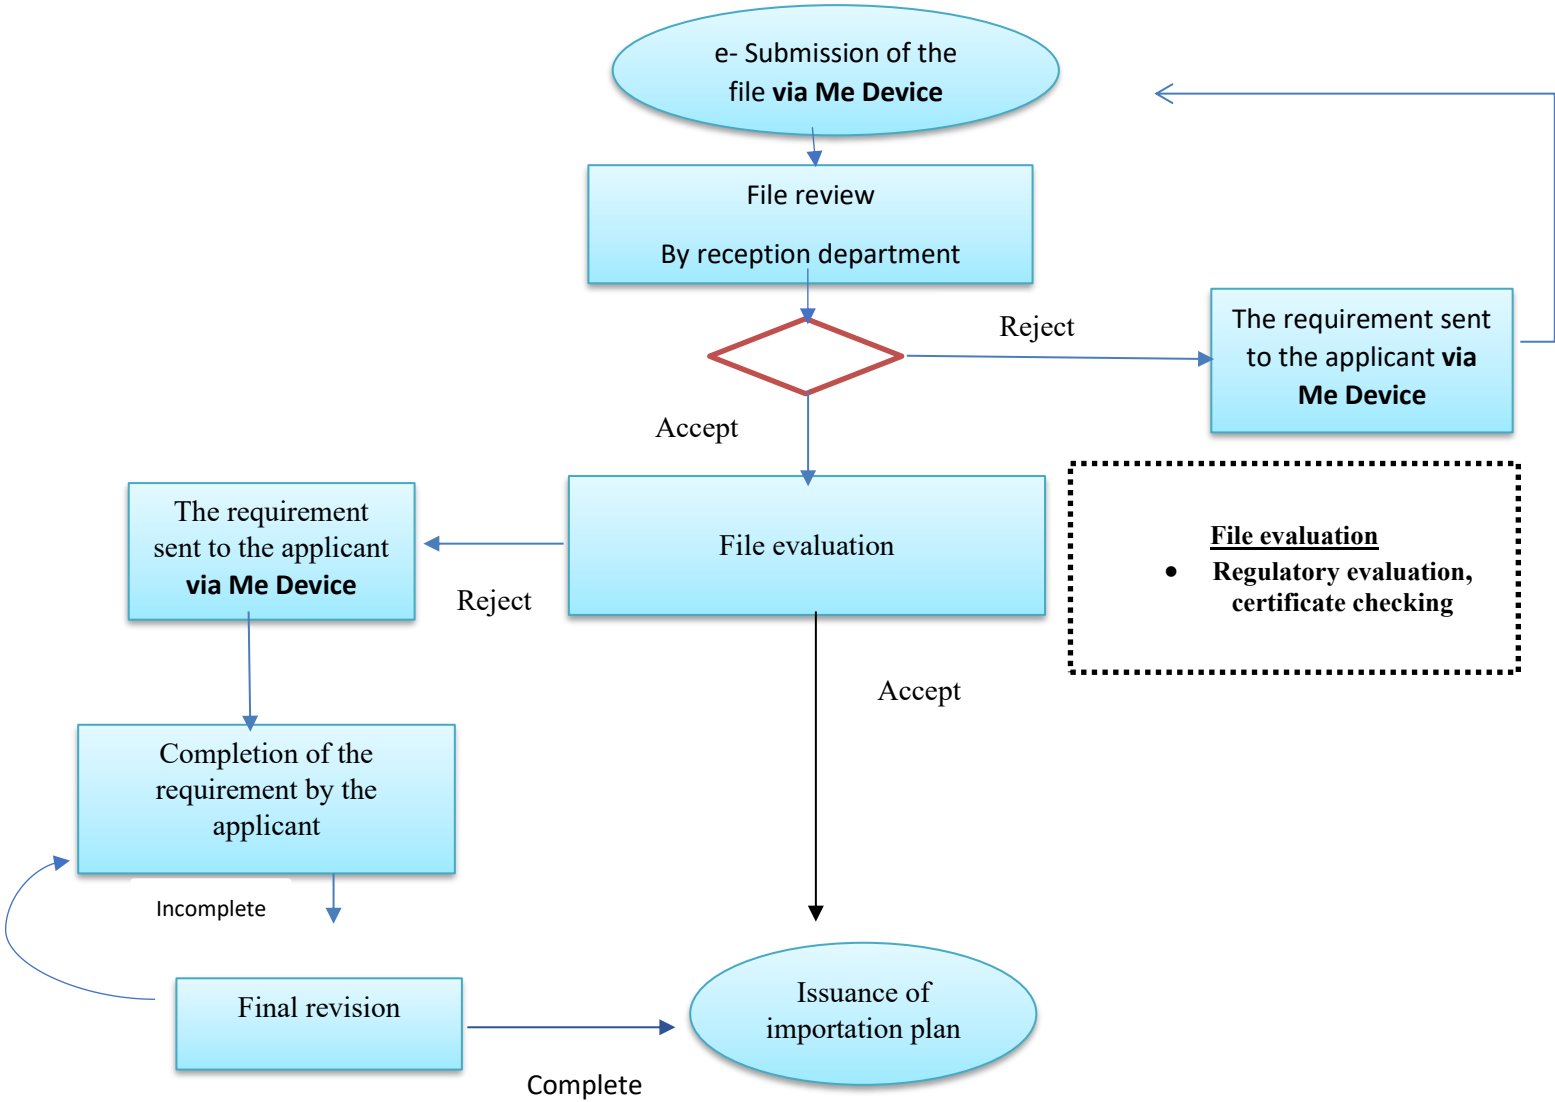 e- Submission of the
file via Me Device
File review
By reception department
Reject
The requirement sent
to the applicant via
Me Device
Accept
The requirement
sent to the applicant
via Me Device
Reject
File evaluation
File evaluation
• Regulatory evaluation,
certificate checking
Accept
Completion of the
requirement by the
applicant
Incomplete
Final revision
Issuance of
importation plan
Complete